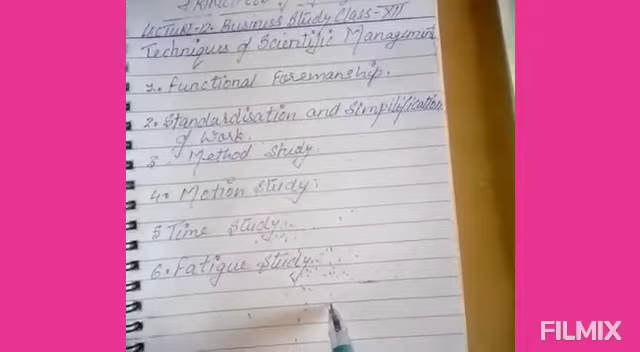 LECTURE-12. Business Study Class-XII
Techniques of Scientific Management
1. Functional Foremanship.
2. Standardisation and Simplification
of Work.
3 Method Study.
4. Motion Study.
5 Time Study.
6. Fatigue Study.
FILMIX